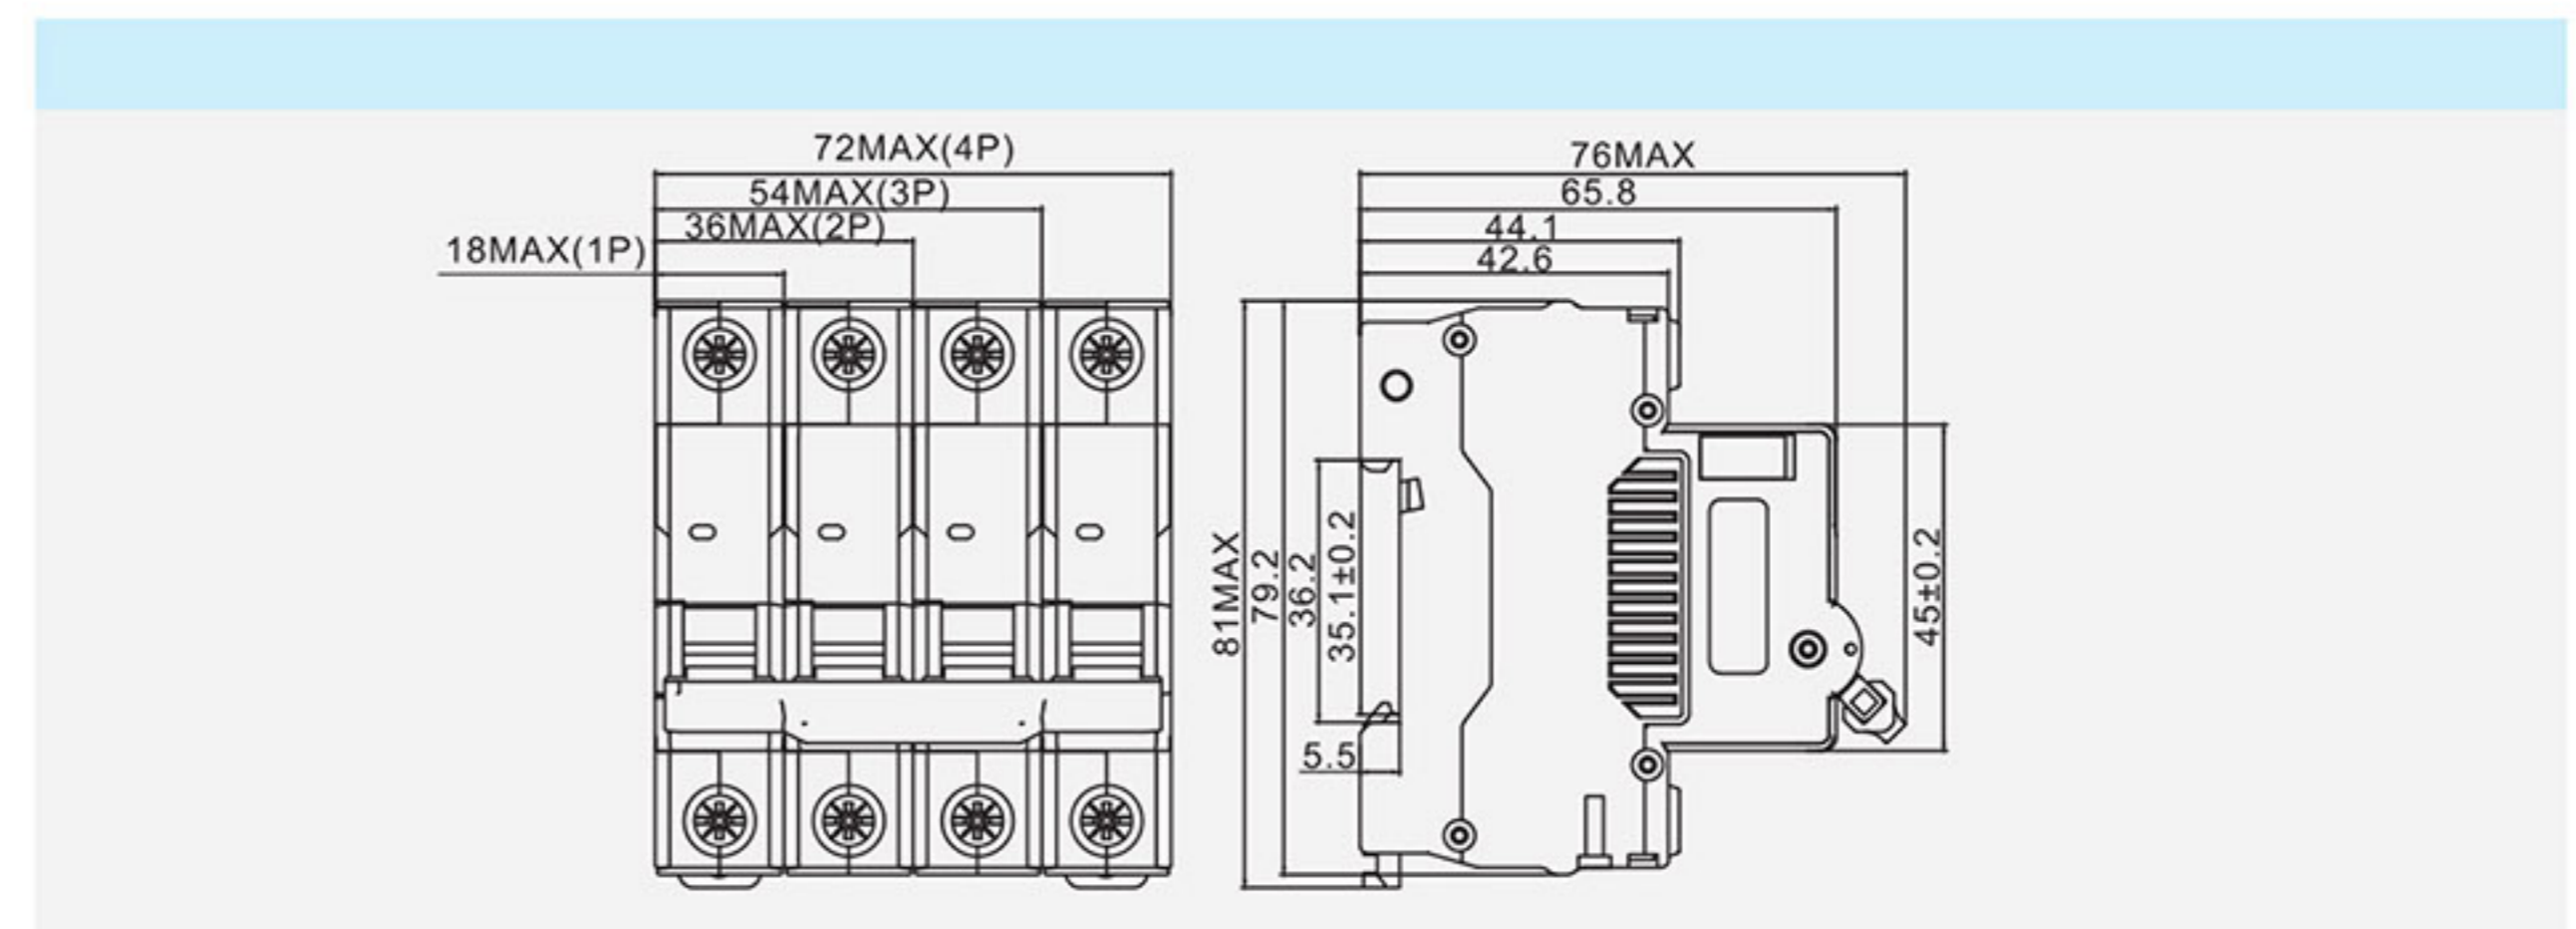 72MAX(4P)
54MAX(3P)
36MAX(2P)
18MAX(1P)
76MAX
65.8
44.1
42.6
81MAX
79.2
36.2
35.1±0.2
5.5
45±0.2